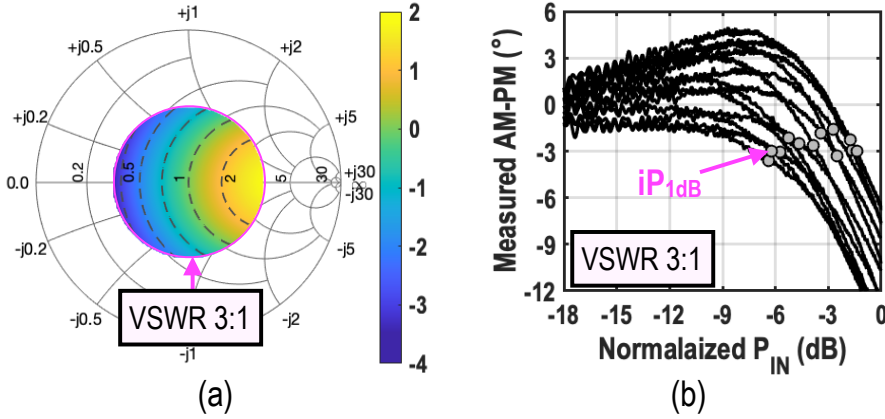 +j1
+j0.5
+j2
+j0.2
+j5
0.0
0.5
1
2
5
30
+j30
-j30
-j0.2
-j5
-j0.5
-j2
-j1
VSWR 3:1
2
1
0
-1
-2
-3
-4
(a)
Measured AM-PM (°)
6
3
0
-3
-6
-9
-12
iP1dB
VSWR 3:1
-18 -15 -12 -9 -6 -3 0
Normalaized PIN (dB)
(b)